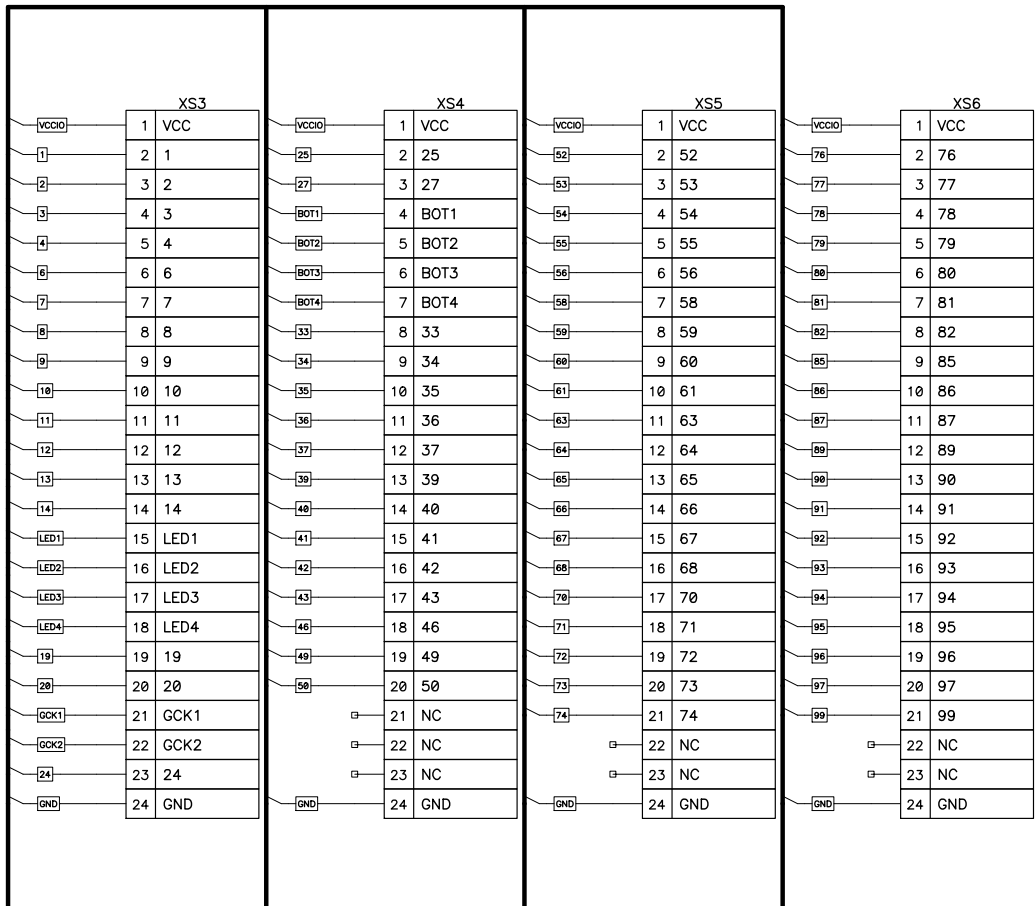 XS3 XS4 XS5 XS6
VCCIO 1 VCC VCCIO 1 VCC VCCIO 1 VCC VCCIO 1 VCC
1 2 1 25 2 25 52 2 52 76 2 76
2 3 2 27 3 27 53 3 53 77 3 77
3 4 3 BOT1 4 BOT1 54 4 54 78 4 78
4 5 4 BOT2 5 BOT2 55 5 55 79 5 79
6 6 6 BOT3 6 BOT3 56 6 56 80 6 80
7 7 7 BOT4 7 BOT4 58 7 58 81 7 81
8 8 8 33 8 33 59 8 59 82 8 82
9 9 9 34 9 34 60 9 60 85 9 85
10 10 10 35 10 35 61 10 61 86 10 86
11 11 11 36 11 36 63 11 63 87 11 87
12 12 12 37 12 37 64 12 64 89 12 89
13 13 13 39 13 39 65 13 65 90 13 90
14 14 14 40 14 40 66 14 66 91 14 91
LED1 15 LED1 41 15 41 67 15 67 92 15 92
LED2 16 LED2 42 16 42 68 16 68 93 16 93
LED3 17 LED3 43 17 43 70 17 70 94 17 94
LED4 18 LED4 46 18 46 71 18 71 95 18 95
19 19 19 49 19 49 72 19 72 96 19 96
20 20 20 50 20 50 73 20 73 97 20 97
GCK1 21 GCK1 21 NC 74 21 74 99 21 99
GCK2 22 GCK2 22 NC 22 NC 22 NC
24 23 24 23 NC 23 NC 23 NC
GND 24 GND GND 24 GND GND 24 GND GND 24 GND